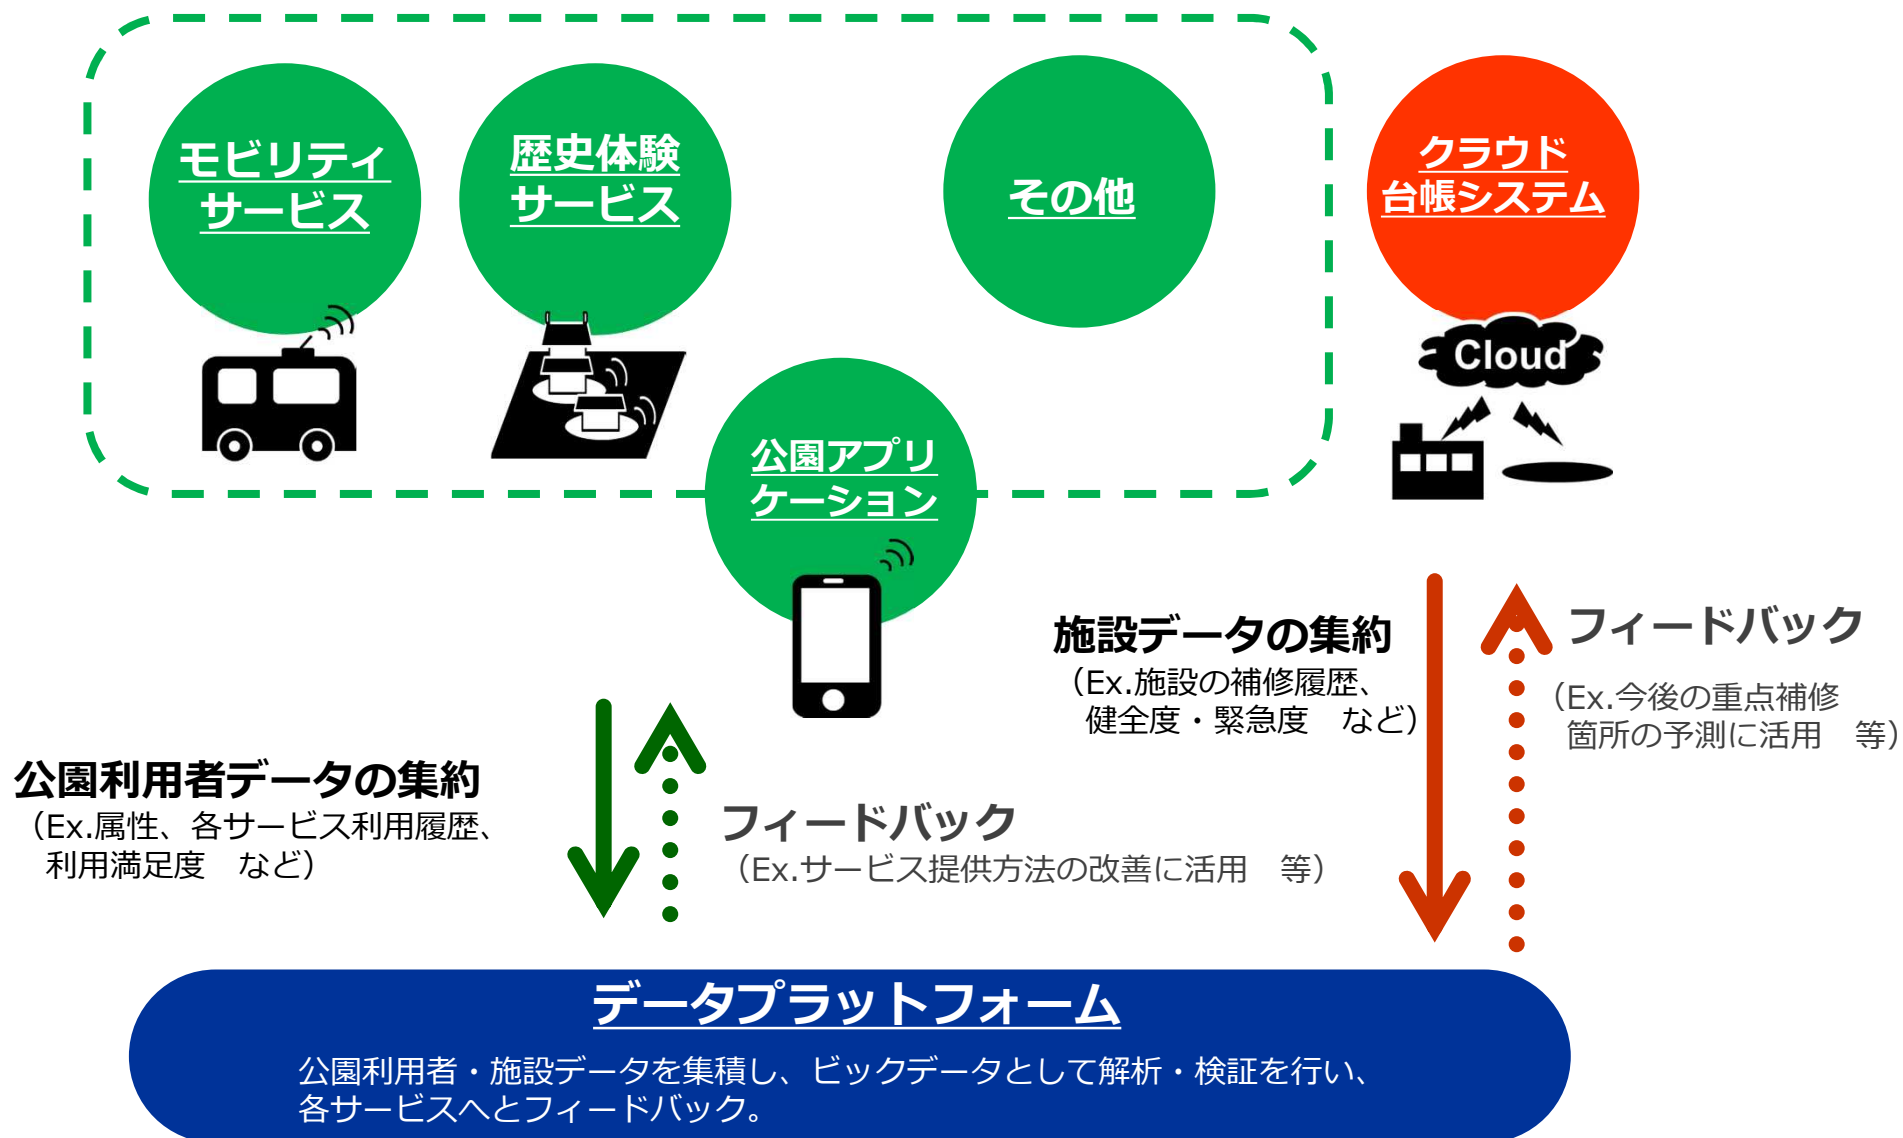 モビリティ
サービス
歴史体験
サービス
その他
クラウド
台帳システム
Cloud
公園アプリ
ケーション
施設データの集約
（Ex.施設の補修履歴、
健全度・緊急度　など）
フィードバック
（Ex.今後の重点補修
箇所の予測に活用　等）
公園利用者データの集約
（Ex.属性、各サービス利用履歴、
利用満足度　など）
フィードバック
（Ex.サービス提供方法の改善に活用　等）
データプラットフォーム
公園利用者・施設データを集積し、ビックデータとして解析・検証を行い、
各サービスへとフィードバック。